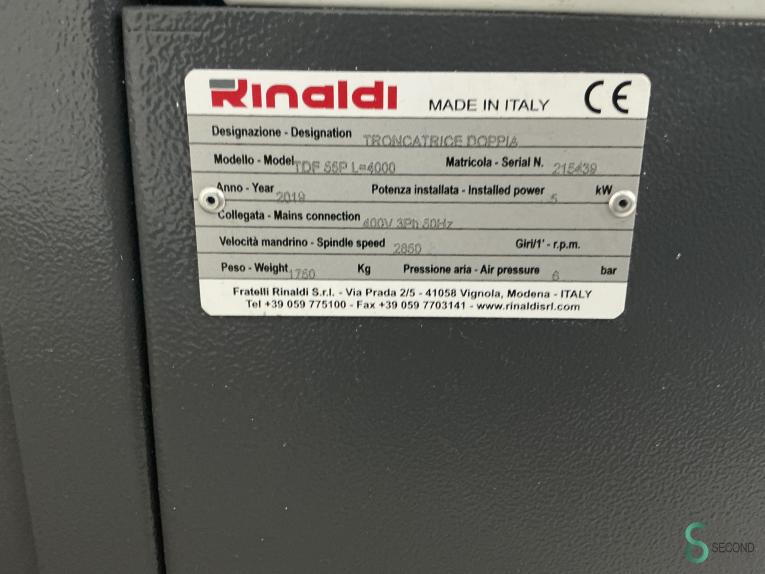 Rinaldi MADE IN ITALY CE
Designazione - Designation TRONCATRICE DOPPIA
Modello - Model TDF 55P L=4000 Matricola - Serial N. 215439
Anno - Year 2019 Potenza installata - Installed power 5 kW
Collegata - Mains connection 400V 3Ph 50Hz
Velocità mandrino - Spindle speed 2850 Giri/1' - r.p.m.
Peso - Weight 1750 Kg Pressione aria - Air pressure 6 bar
Fratelli Rinaldi S.r.l. - Via Prada 2/5 - 41058 Vignola, Modena - ITALY
Tel +39 059 775100 - Fax +39 059 7703141 - www.rinaldisrl.com
SECOND